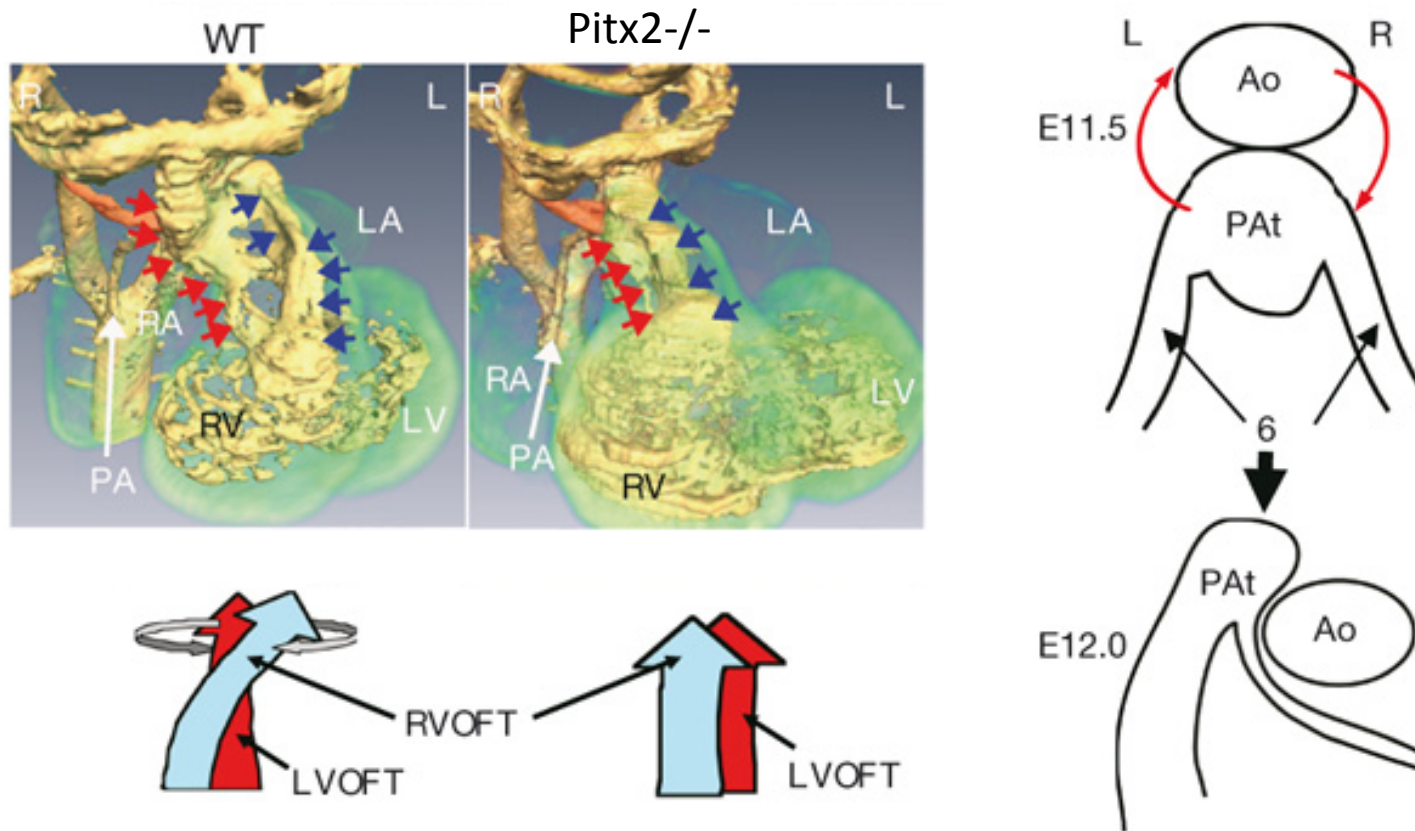 WT
Pitx2-/-
R
L
LA
RA
RV
LV
PA
R
L
LA
RA
LV
PA
RV
RVOFT
LVOFT
LVOFT
L
R
Ao
E11.5
PAt
6
PAt
Ao
E12.0